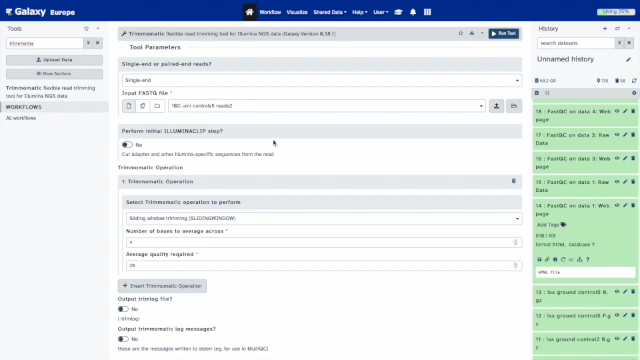 Galaxy Europe
Workflow Visualize Shared Data Help User
Using 25%
Tools
trimmoma
Upload Data
Show Sections
Trimmomatic flexible read trimming
tool for Illumina NGS data
WORKFLOWS
All workflows
Trimmomatic flexible read trimming tool for Illumina NGS data (Galaxy Version 0.38.1)
Run Tool
Tool Parameters
Single-end or paired-end reads?
Single-end
Input FASTQ file *
Perform initial ILLUMINACLIP step?
No
Cut adapter and other illumina-specific sequences from the read
Trimmomatic Operation
1: Trimmomatic Operation
Select Trimmomatic operation to perform
Sliding window trimming (SLIDINGWINDOW)
Number of bases to average across *
4
Average quality required *
20
Insert Trimmomatic Operation
Output trimlog file?
No
(-trimlog)
Output trimmomatic log messages?
No
these are the messages written to stderr (eg. for use in MultiQC)
History
search datasets
Unnamed history
18 : FastQC on data 4: Web
page
17 : FastQC on data 3: Raw
Data
16 : FastQC on data 3: Web
page
15 : FastQC on data 1: Raw
Data
14 : FastQC on data 1: Web
page
Add Tags
format html, database ?
HTML file
13 : iss ground control5 R.
gz
12 : iss ground control5 F.g
z
11 : iss ground control2 R.g